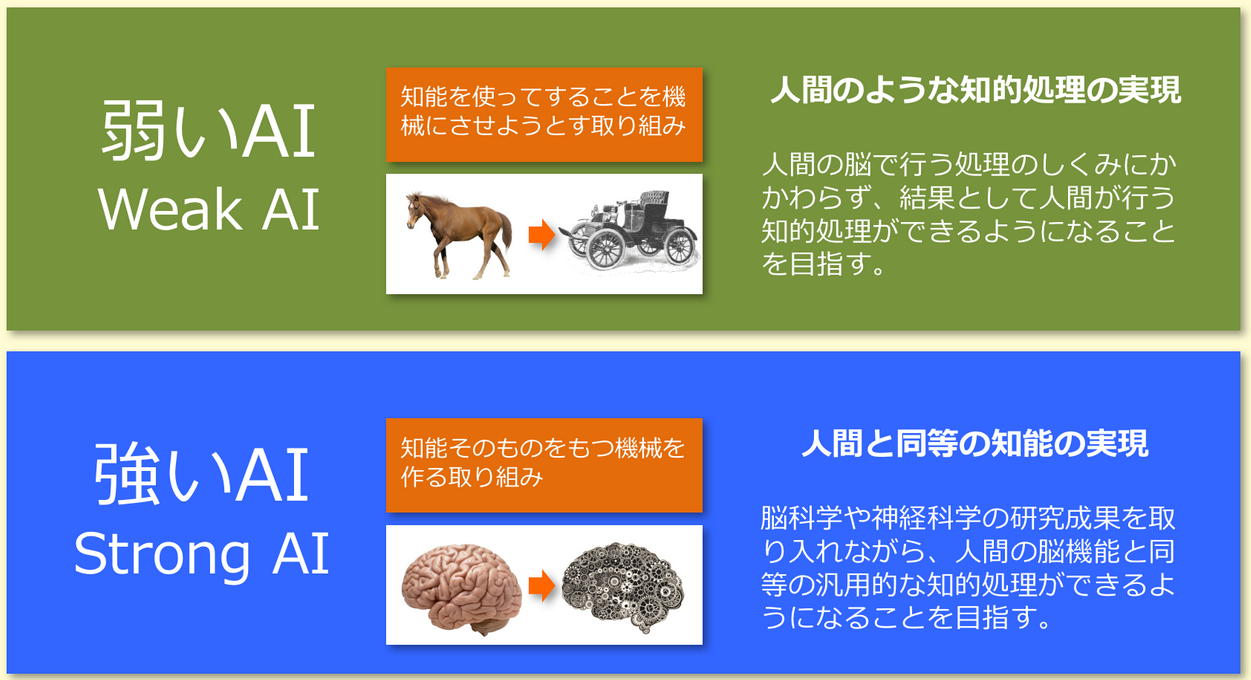 弱いAI
Weak AI
知能を使ってすることを機
械にさせようとす取り組み
人間のような知的処理の実現
人間の脳で行う処理のしくみにか
かわらず、結果として人間が行う
知的処理ができるようになること
を目指す。
強いAI
Strong AI
知能そのものをもつ機械を
作る取り組み
人間と同等の知能の実現
脳科学や神経科学の研究成果を取
り入れながら、人間の脳機能と同
等の汎用的な知的処理ができるよ
うになることを目指す。